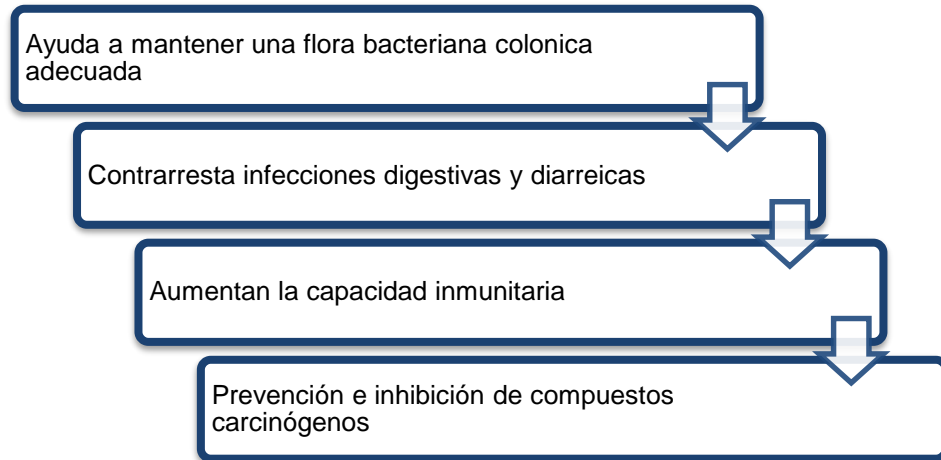 Ayuda a mantener una flora bacteriana colonica
adecuada
Contrarresta infecciones digestivas y diarreicas
Aumentan la capacidad inmunitaria
Prevención e inhibición de compuestos
carcinógenos